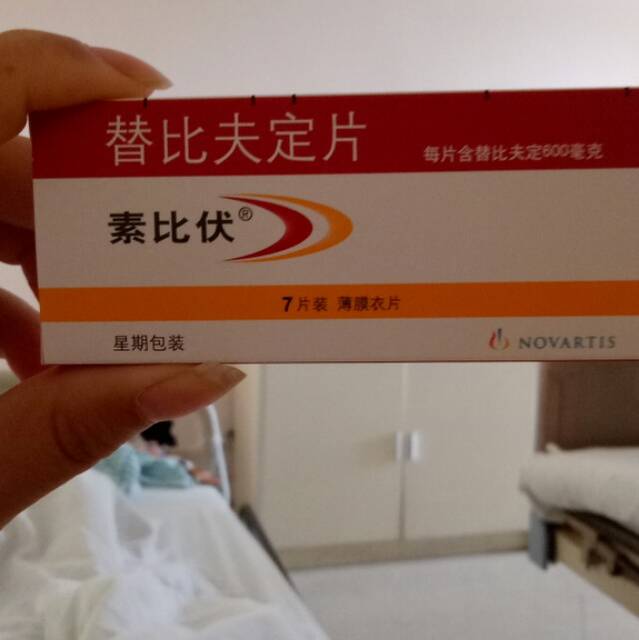 替比夫定片
每片含替比夫定600毫克
素比伏®
7片装 薄膜衣片
星期包装
NOVARTIS